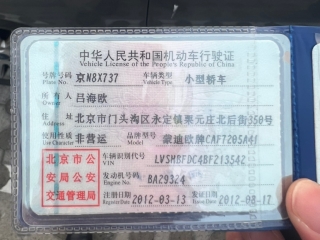 中华人民共和国机动车行驶证
Vehicle License of the People's Republic of China
号牌号码 京N8X737 车辆类型 小型轿车
Plate No. Vehicle Type
所有人 吕海欧
Owner
住址 北京市门头沟区永定镇栗元庄北后街350号
Address
使用性质 非营运 品牌型号 蒙迪欧牌CAF7205A41
Use Character Model
北京市公安局公安交通管理局
车辆识别代号 LVSHBFDC4BF213542
VIN
发动机号码 BA29324
Engine No.
注册日期 2012-03-13 发证日期 2012-08-17
Register Date Issue Date